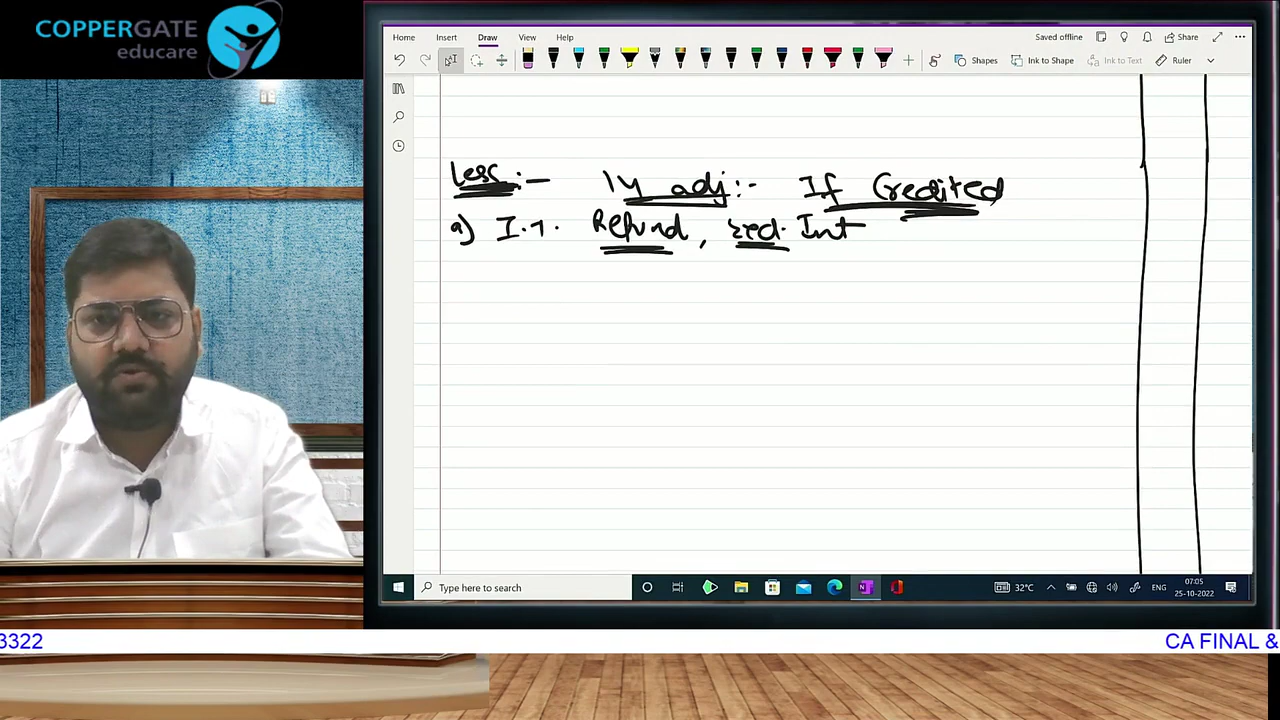 COPPERGATE
educare
Home Insert Draw View Help
Saved offline
Share
Shapes Ink to Shape Ink to Text Ruler
Less:- adj:- If Credited
a) I.T. Refund, Int
Type here to search
32°C ENG
07:05
25-10-2022
3322
CA FINAL &